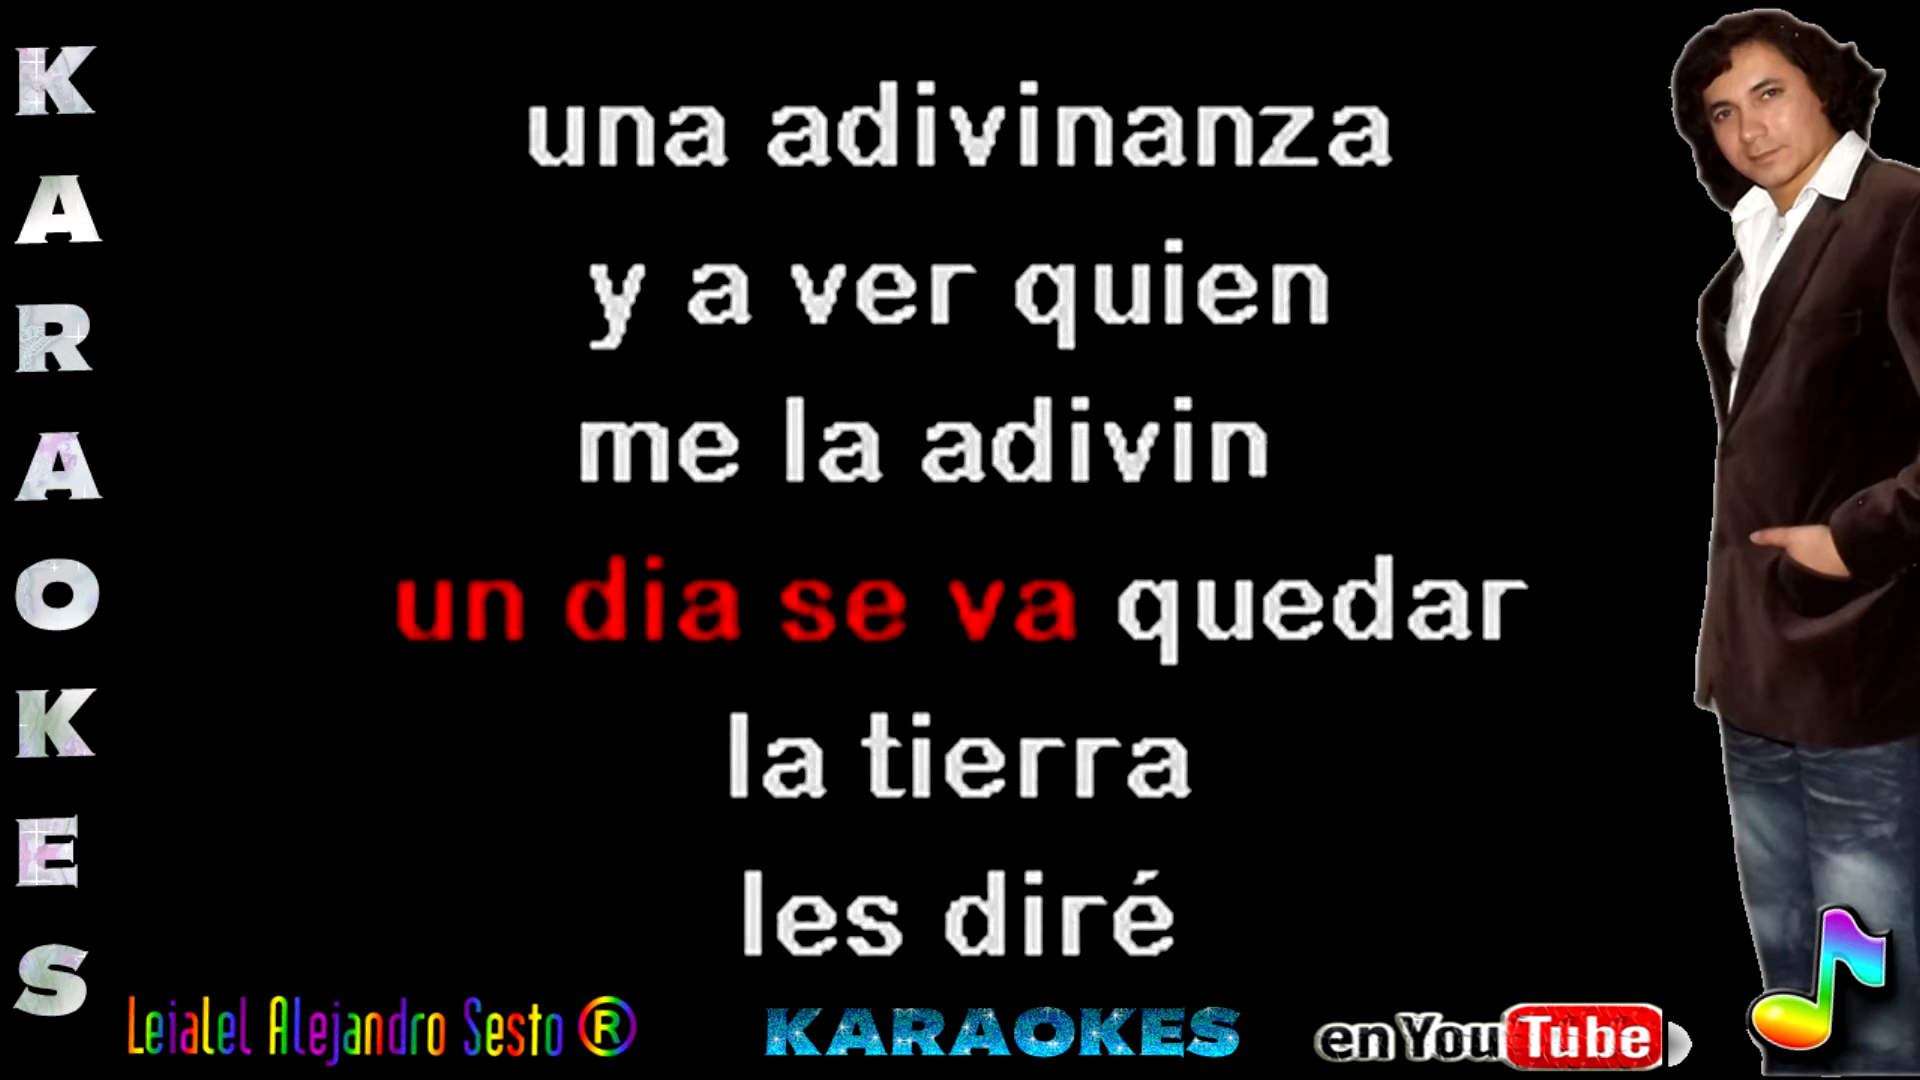 KARAOKES
una adivinanza
y a ver quien
me la adivin
un dia se va quedar
la tierra
les diré
Leialel Alejandro Sesto ®
KARAOKES
en YouTube